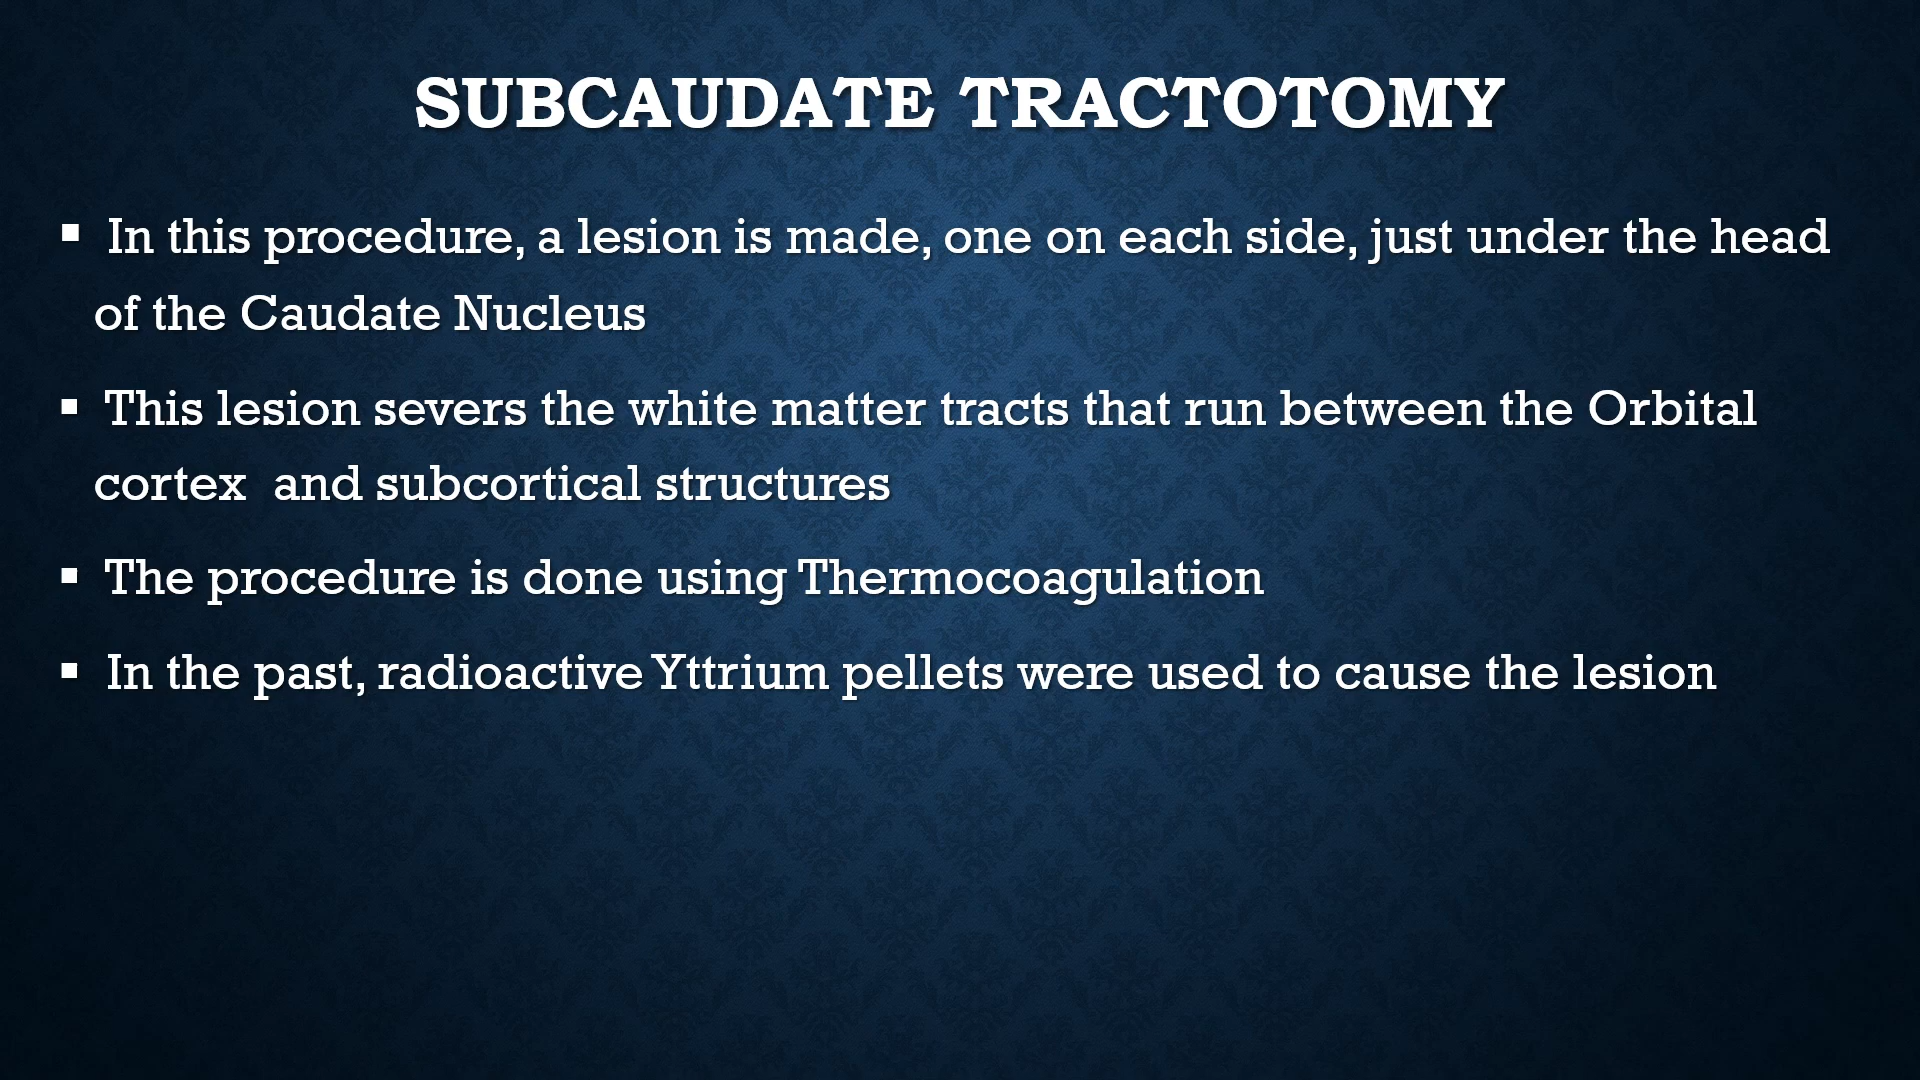 SUBCAUDATE TRACTOTOMY
▪ In this procedure, a lesion is made, one on each side, just under the head
of the Caudate Nucleus
▪ This lesion severs the white matter tracts that run between the Orbital
cortex  and subcortical structures
▪ The procedure is done using Thermocoagulation
▪ In the past, radioactive Yttrium pellets were used to cause the lesion